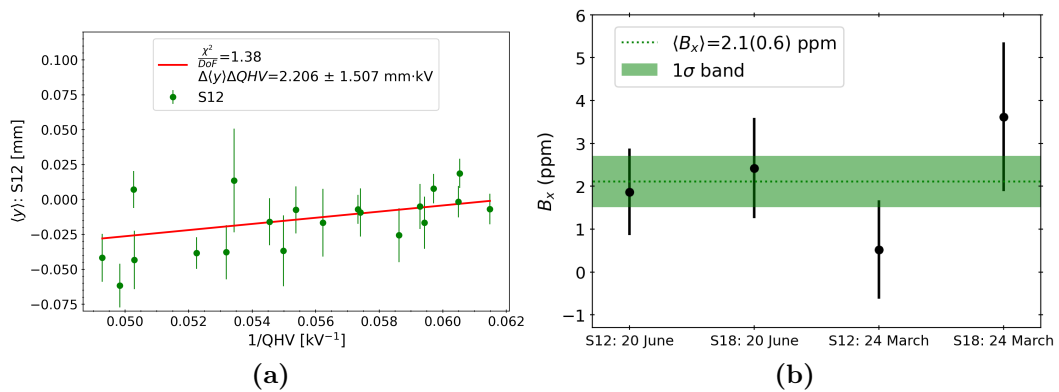 χ²/DoF=1.38
Δ⟨y⟩ΔQHV=2.206 ± 1.507 mm·kV
S12
⟨y⟩: S12 [mm]
0.100
0.075
0.050
0.025
0.000
−0.025
−0.050
−0.075
0.050 0.052 0.054 0.056 0.058 0.060 0.062
1/QHV [kV⁻¹]
(a)
⟨Bₓ⟩=2.1(0.6) ppm
1σ band
Bₓ (ppm)
6
5
4
3
2
1
0
−1
S12: 20 June S18: 20 June S12: 24 March S18: 24 March
(b)